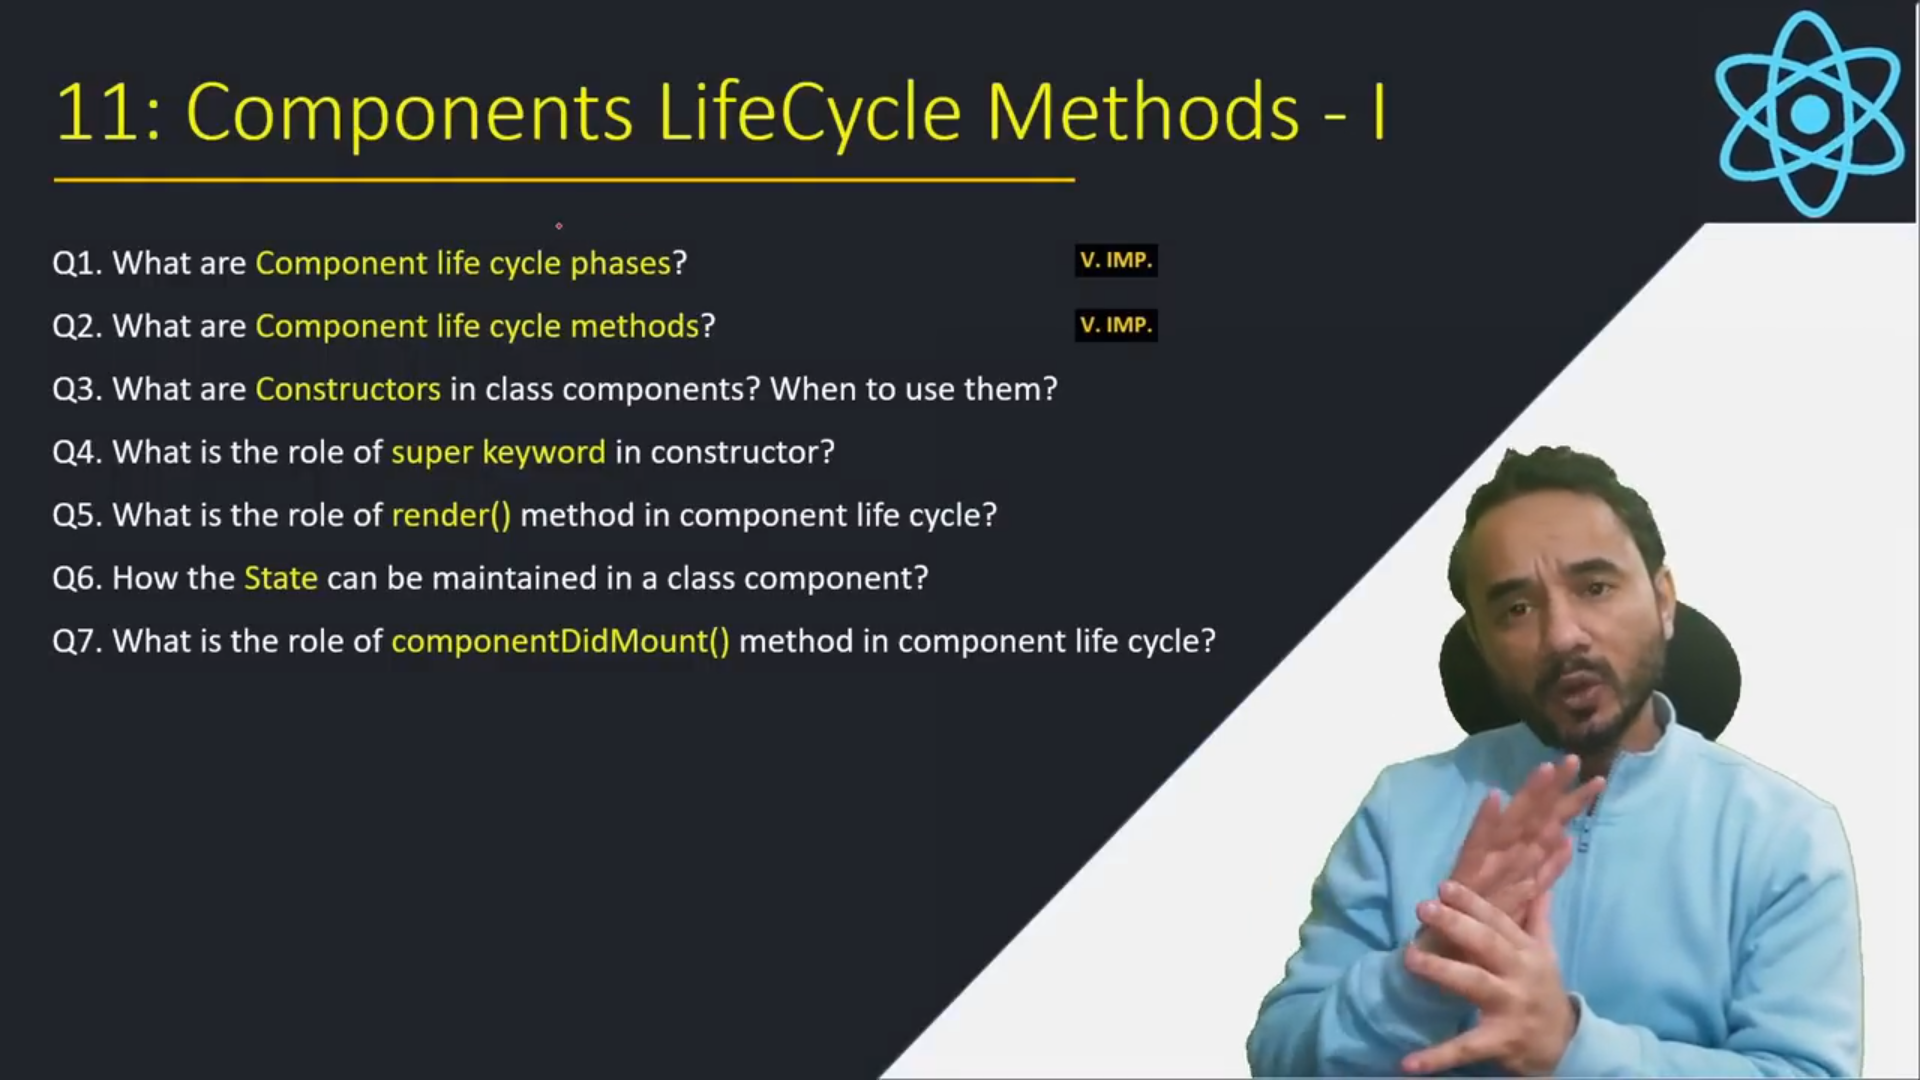 11: Components LifeCycle Methods - I
Q1. What are Component life cycle phases?
V. IMP.
Q2. What are Component life cycle methods?
V. IMP.
Q3. What are Constructors in class components? When to use them?
Q4. What is the role of super keyword in constructor?
Q5. What is the role of render() method in component life cycle?
Q6. How the State can be maintained in a class component?
Q7. What is the role of componentDidMount() method in component life cycle?